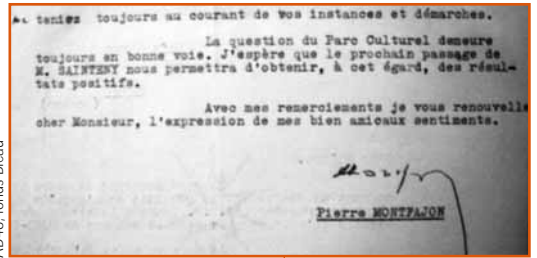 teniez toujours au courant de vos instances et démarches.
La question du Parc Culturel demeure
toujours en bonne voie. J'espère que le prochain passage de
M. SAINTENY nous permettra d'obtenir, à cet égard, des résul-
tats positifs.
Avec mes remerciements je vous renouvelle
cher Monsieur, l'expression de mes bien amicaux sentiments.
Pierre MONTFAJON